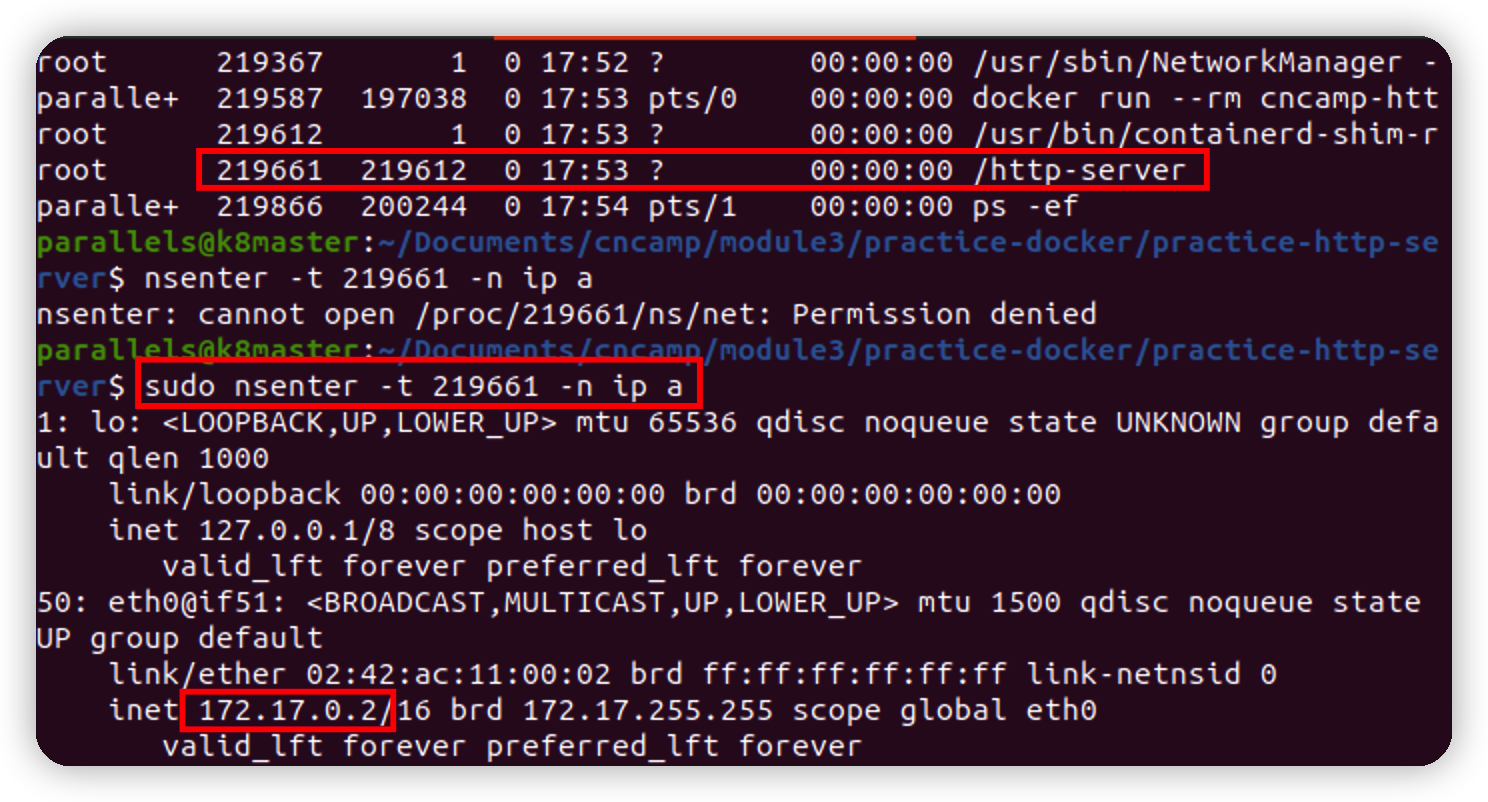 root 219367 1 0 17:52 ? 00:00:00 /usr/sbin/NetworkManager -
paralle+ 219587 197038 0 17:53 pts/0 00:00:00 docker run --rm cncamp-htt
root 219612 1 0 17:53 ? 00:00:00 /usr/bin/containerd-shim-r
root 219661 219612 0 17:53 ? 00:00:00 /http-server
paralle+ 219866 200244 0 17:54 pts/1 00:00:00 ps -ef
parallels@k8master:~/Documents/cncamp/module3/practice-docker/practice-http-se
rver$ nsenter -t 219661 -n ip a
nsenter: cannot open /proc/219661/ns/net: Permission denied
parallels@k8master:~/Documents/cncamp/module3/practice-docker/practice-http-se
rver$ sudo nsenter -t 219661 -n ip a
1: lo: <LOOPBACK,UP,LOWER_UP> mtu 65536 qdisc noqueue state UNKNOWN group defa
ult qlen 1000
    link/loopback 00:00:00:00:00:00 brd 00:00:00:00:00:00
    inet 127.0.0.1/8 scope host lo
       valid_lft forever preferred_lft forever
50: eth0@if51: <BROADCAST,MULTICAST,UP,LOWER_UP> mtu 1500 qdisc noqueue state
UP group default
    link/ether 02:42:ac:11:00:02 brd ff:ff:ff:ff:ff:ff link-netnsid 0
    inet 172.17.0.2/16 brd 172.17.255.255 scope global eth0
       valid_lft forever preferred_lft forever